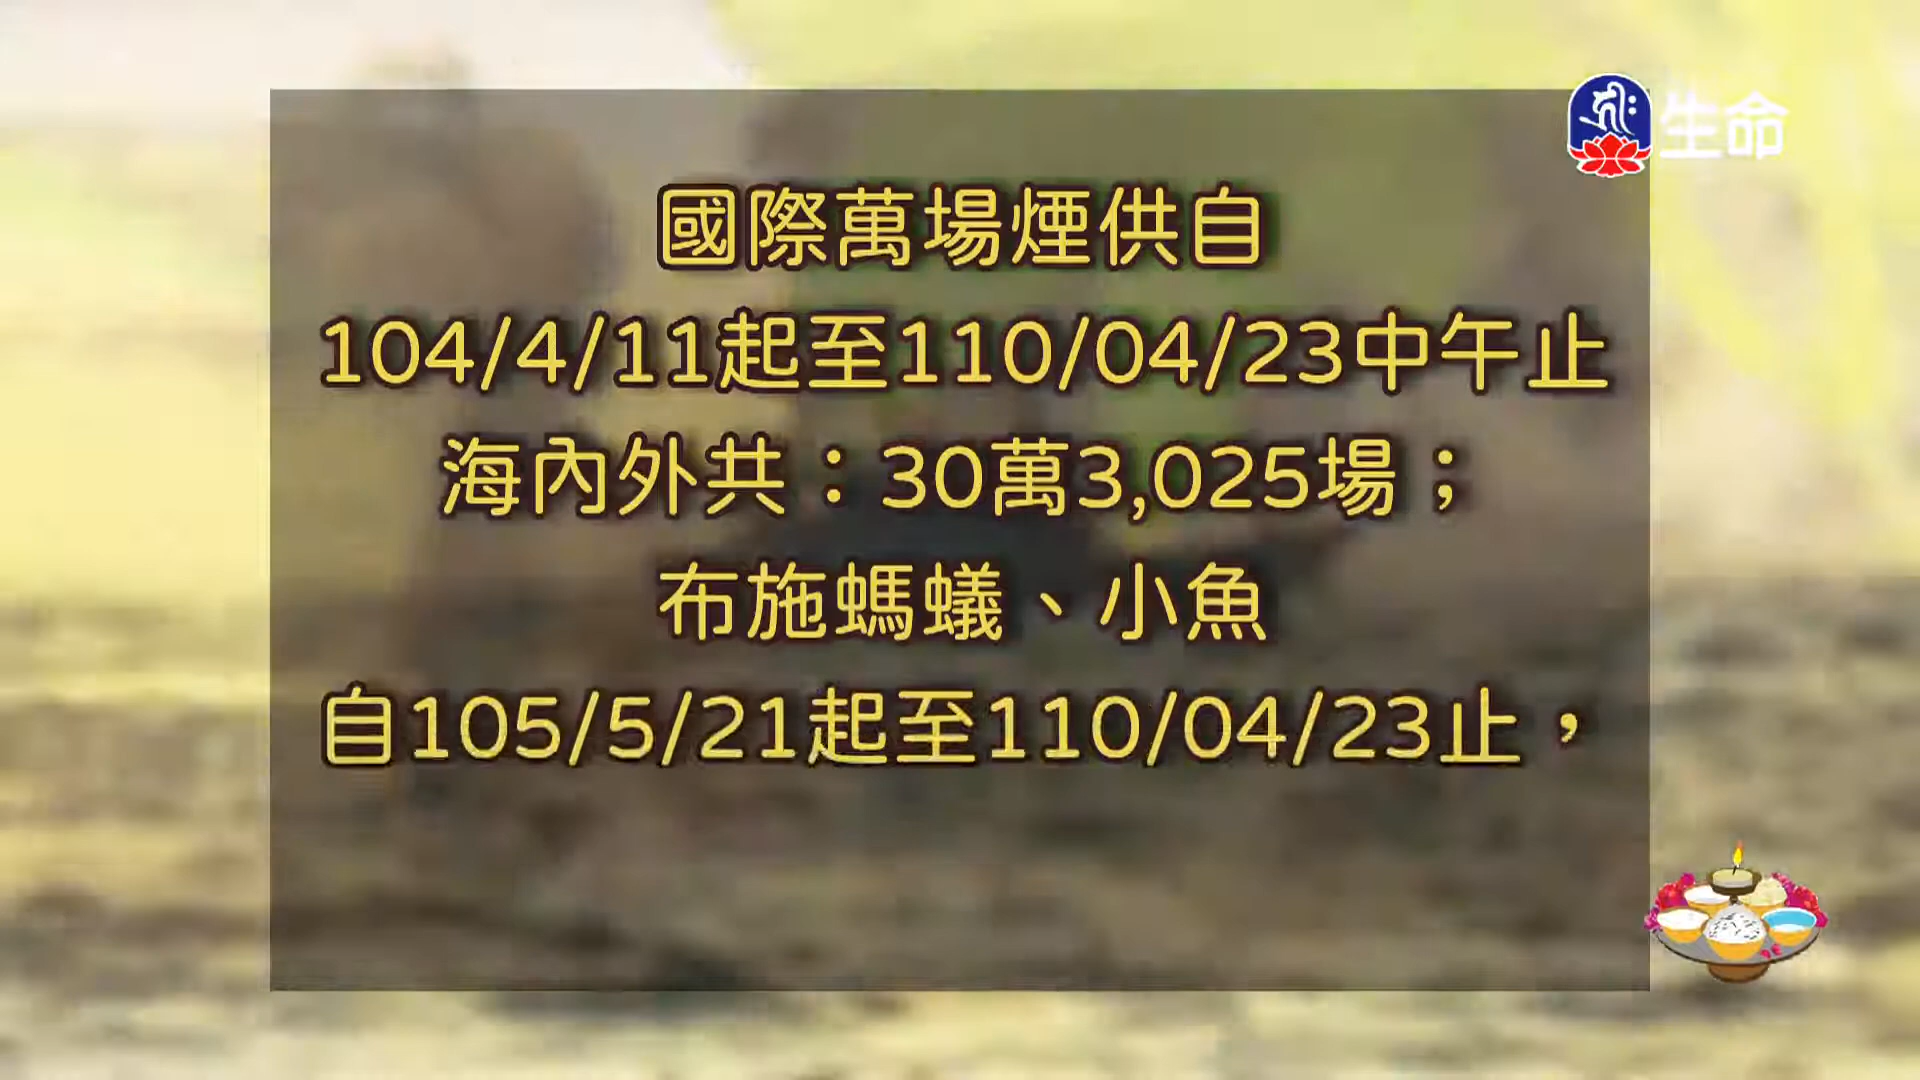 生命
國際萬場煙供自
104/4/11起至110/04/23中午止
海內外共：30萬3,025場；
布施螞蟻、小魚
自105/5/21起至110/04/23止，